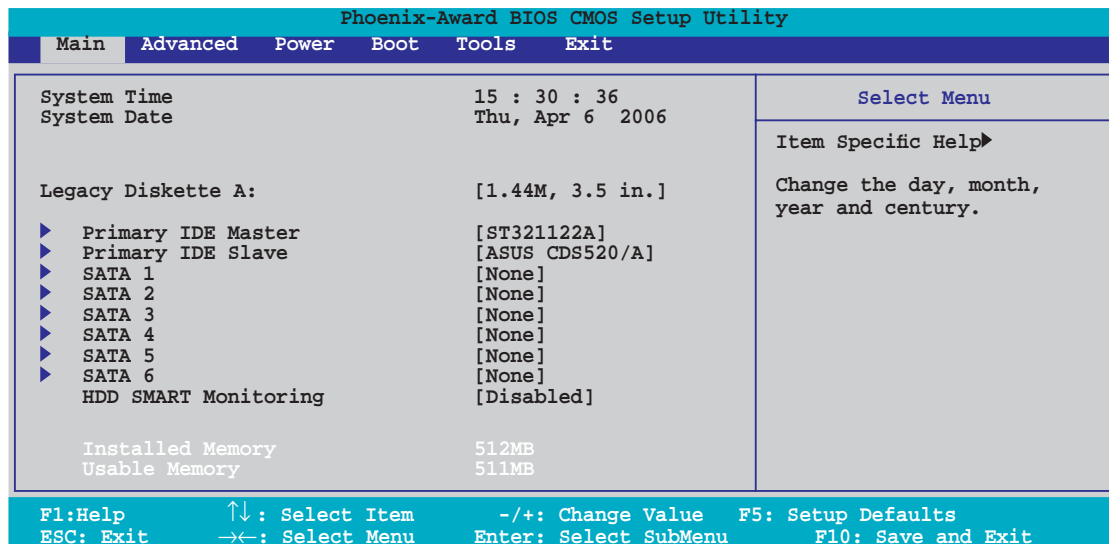 Phoenix-Award BIOS CMOS Setup Utility
Main Advanced Power Boot Tools Exit
System Time 15 : 30 : 36
System Date Thu, Apr 6 2006
Legacy Diskette A: [1.44M, 3.5 in.]
Primary IDE Master [ST321122A]
Primary IDE Slave [ASUS CDS520/A]
SATA 1 [None]
SATA 2 [None]
SATA 3 [None]
SATA 4 [None]
SATA 5 [None]
SATA 6 [None]
HDD SMART Monitoring [Disabled]
Installed Memory 512MB
Usable Memory 511MB
Select Menu
Item Specific Help
Change the day, month,
year and century.
F1:Help ↑↓: Select Item -/+: Change Value F5: Setup Defaults
ESC: Exit →←: Select Menu Enter: Select SubMenu F10: Save and Exit